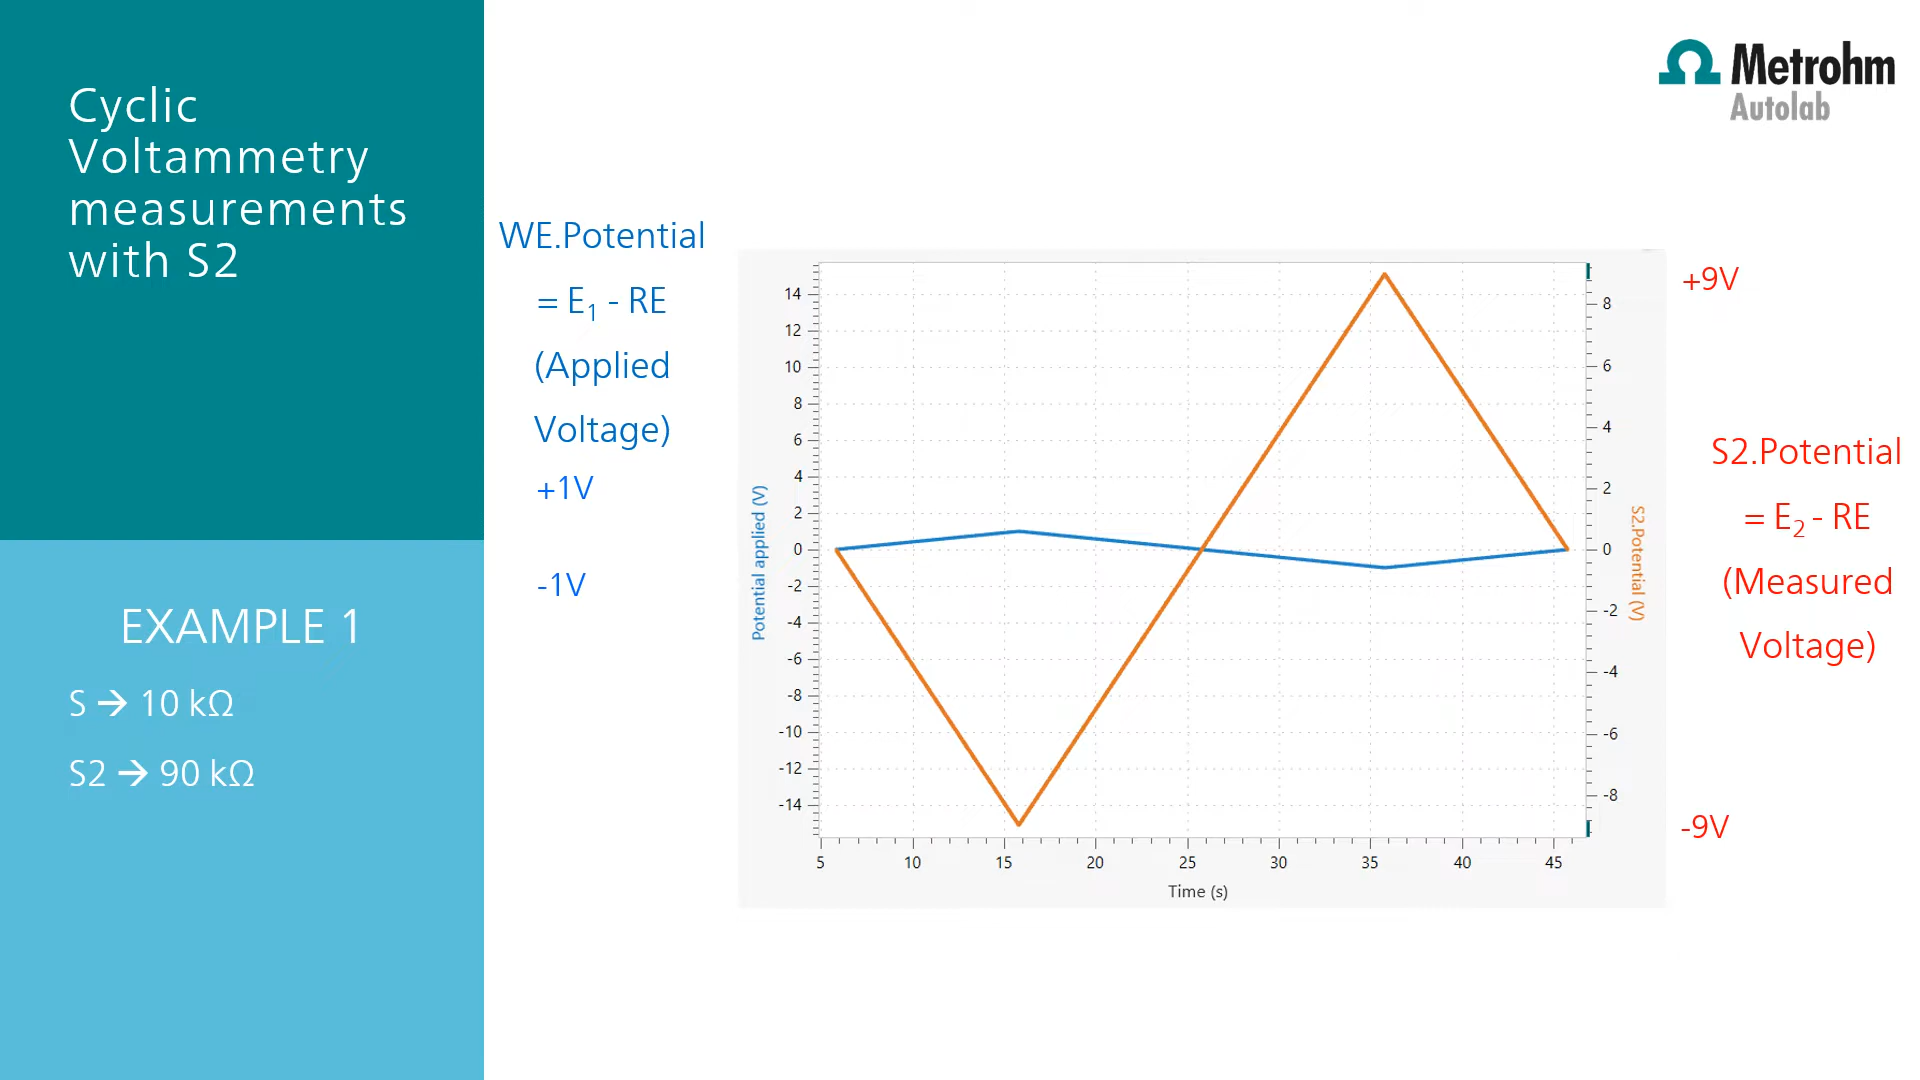 Cyclic
Voltammetry
measurements
with S2
EXAMPLE 1
S → 10 kΩ
S2 → 90 kΩ
WE.Potential
= E₁ - RE
(Applied
Voltage)
+1V
-1V
Potential applied (V)
14
12
10
8
6
4
2
0
-2
-4
-6
-8
-10
-12
-14
5 10 15 20 25 30 35 40 45
Time (s)
8
6
4
2
0
-2
-4
-6
-8
S2.Potential (V)
Metrohm
Autolab
+9V
S2.Potential
= E₂ - RE
(Measured
Voltage)
-9V